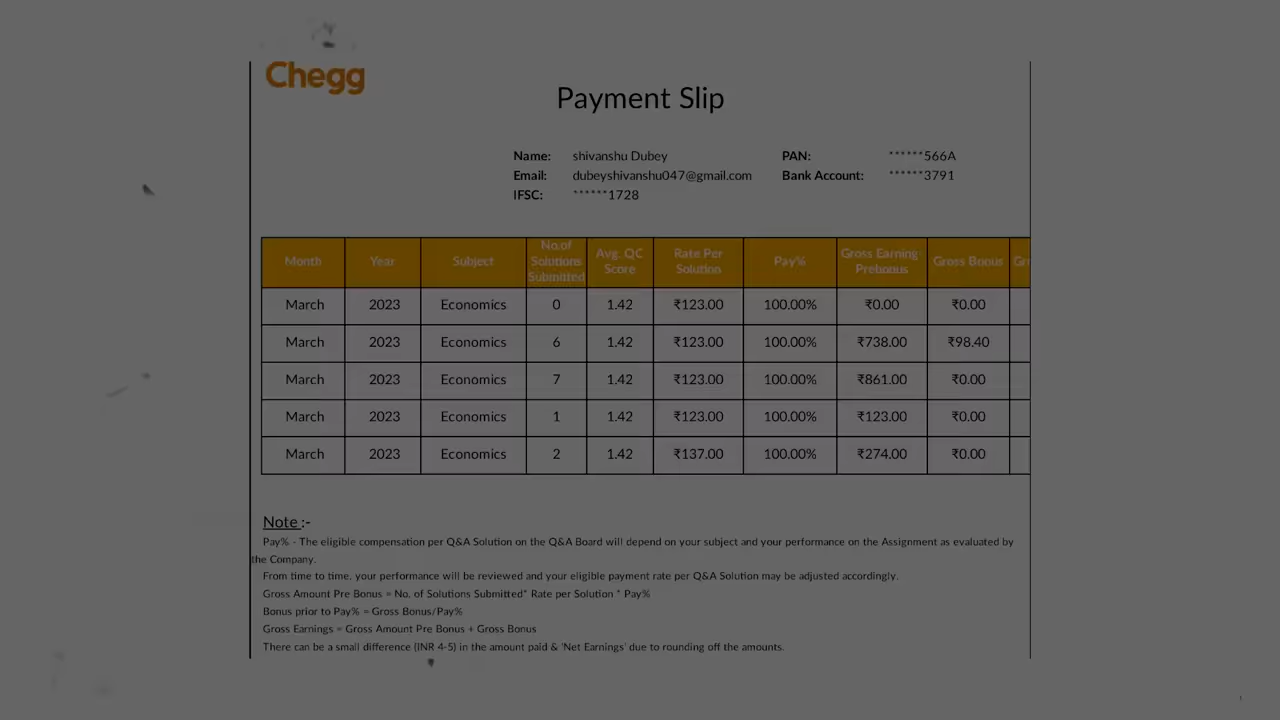 Chegg
Payment Slip
Name: shivanshu Dubey PAN: ******566A
Email: dubeyshivanshu047@gmail.com Bank Account: ******3791
IFSC: ******1728
Month Year Subject No.of Solutions Submitted Avg. QC Score Rate Per Solution Pay% Gross Earning Prebonus Gross Bonus Gr
March 2023 Economics 0 1.42 ₹123.00 100.00% ₹0.00 ₹0.00
March 2023 Economics 6 1.42 ₹123.00 100.00% ₹738.00 ₹98.40
March 2023 Economics 7 1.42 ₹123.00 100.00% ₹861.00 ₹0.00
March 2023 Economics 1 1.42 ₹123.00 100.00% ₹123.00 ₹0.00
March 2023 Economics 2 1.42 ₹137.00 100.00% ₹274.00 ₹0.00
Note :-
Pay% - The eligible compensation per Q&A Solution on the Q&A Board will depend on your subject and your performance on the Assignment as evaluated by
the Company.
From time to time, your performance will be reviewed and your eligible payment rate per Q&A Solution may be adjusted accordingly.
Gross Amount Pre Bonus = No. of Solutions Submitted* Rate per Solution * Pay%
Bonus prior to Pay% = Gross Bonus/Pay%
Gross Earnings = Gross Amount Pre Bonus + Gross Bonus
There can be a small difference (INR 4-5) in the amount paid & 'Net Earnings' due to rounding off the amounts.